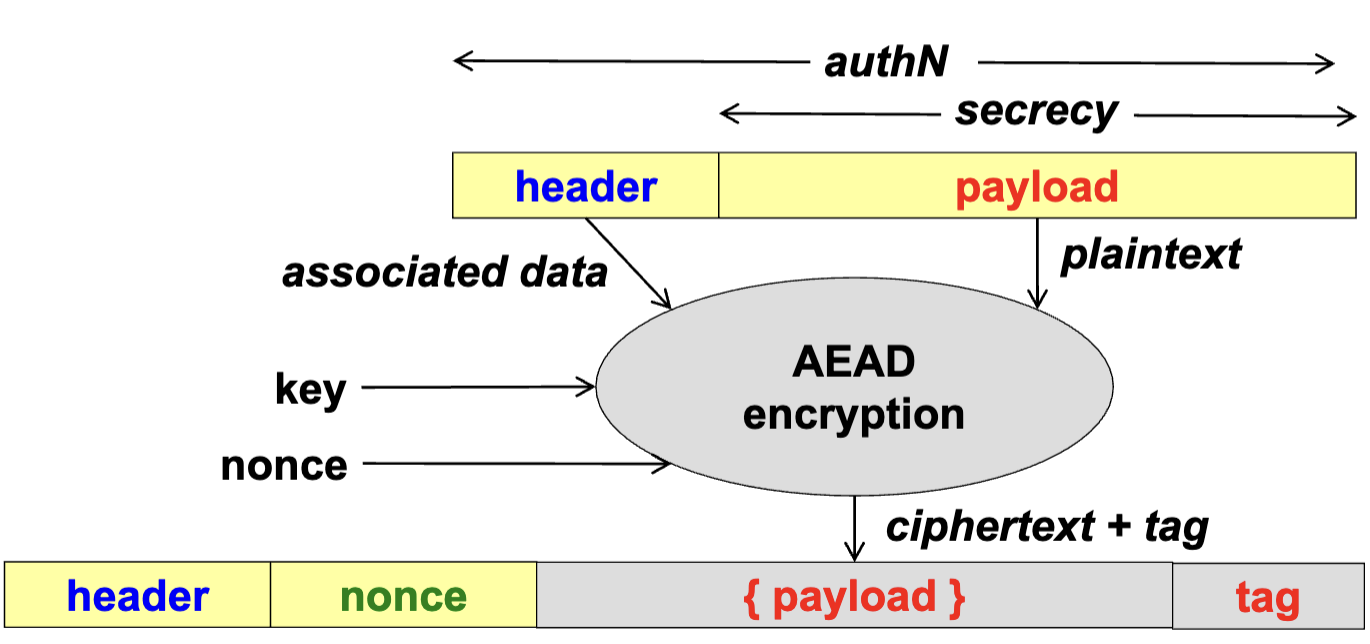 authN
secrecy
header payload
associated data plaintext
AEAD
encryption
key
nonce
ciphertext + tag
header nonce { payload } tag